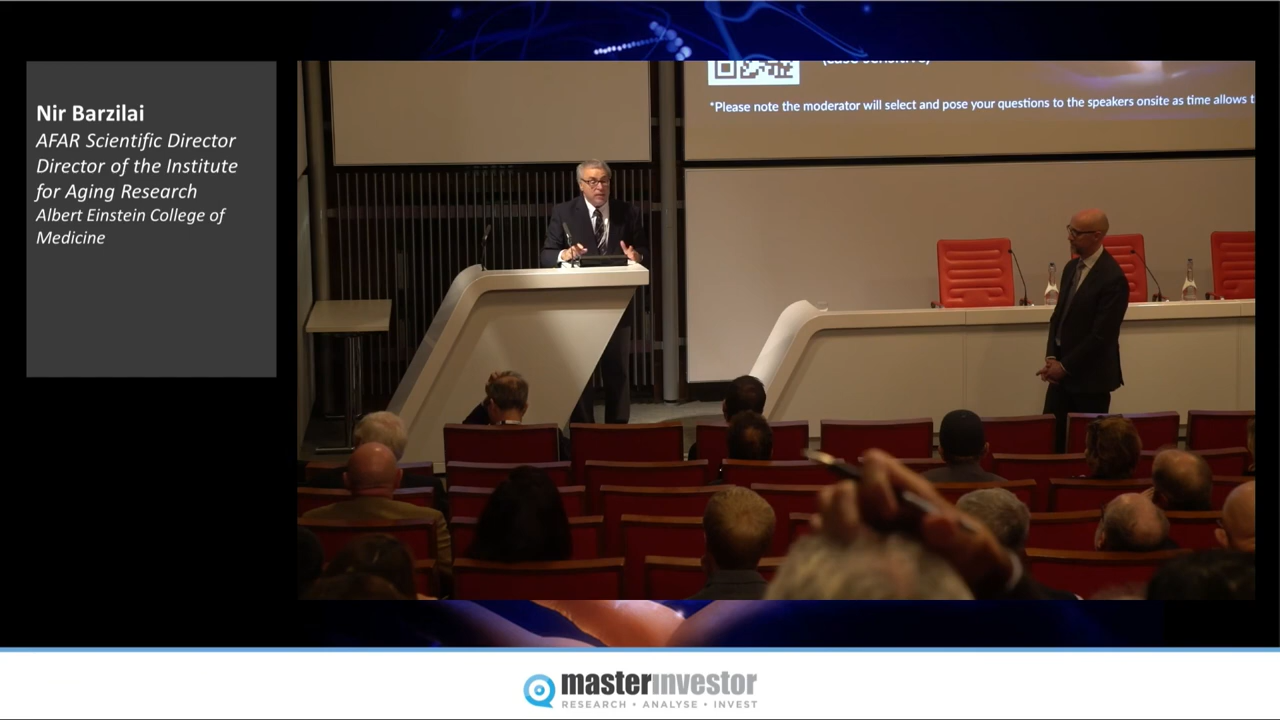 Nir Barzilai
AFAR Scientific Director
Director of the Institute
for Aging Research
Albert Einstein College of
Medicine
(case sensitive)
*Please note the moderator will select and pose your questions to the speakers onsite as time allows t
masterinvestor
RESEARCH • ANALYSE • INVEST